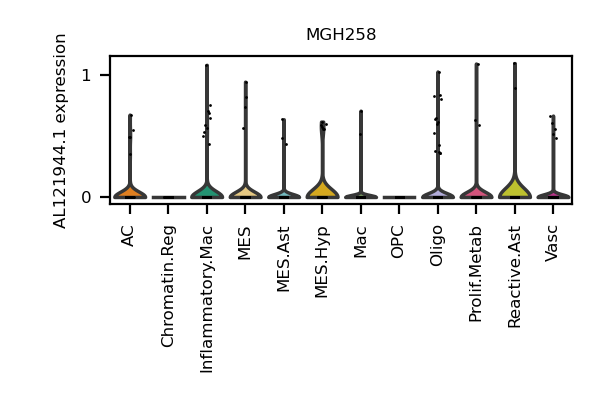 MGH258
AL121944.1 expression
1
0
AC
Chromatin.Reg
Inflammatory.Mac
MES
MES.Ast
MES.Hyp
Mac
OPC
Oligo
Prolif.Metab
Reactive.Ast
Vasc